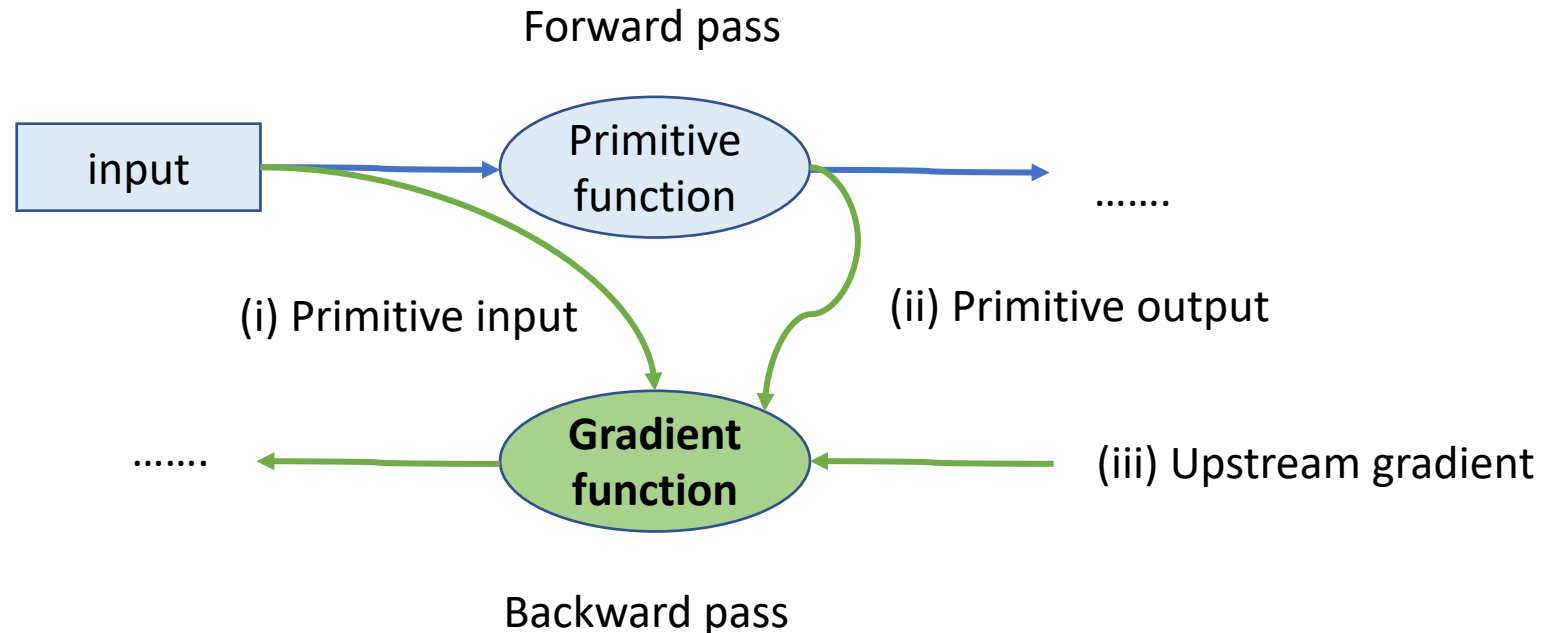 Forward pass
input
Primitive
function
…….
(i) Primitive input
(ii) Primitive output
…….
Gradient
function
(iii) Upstream gradient
Backward pass